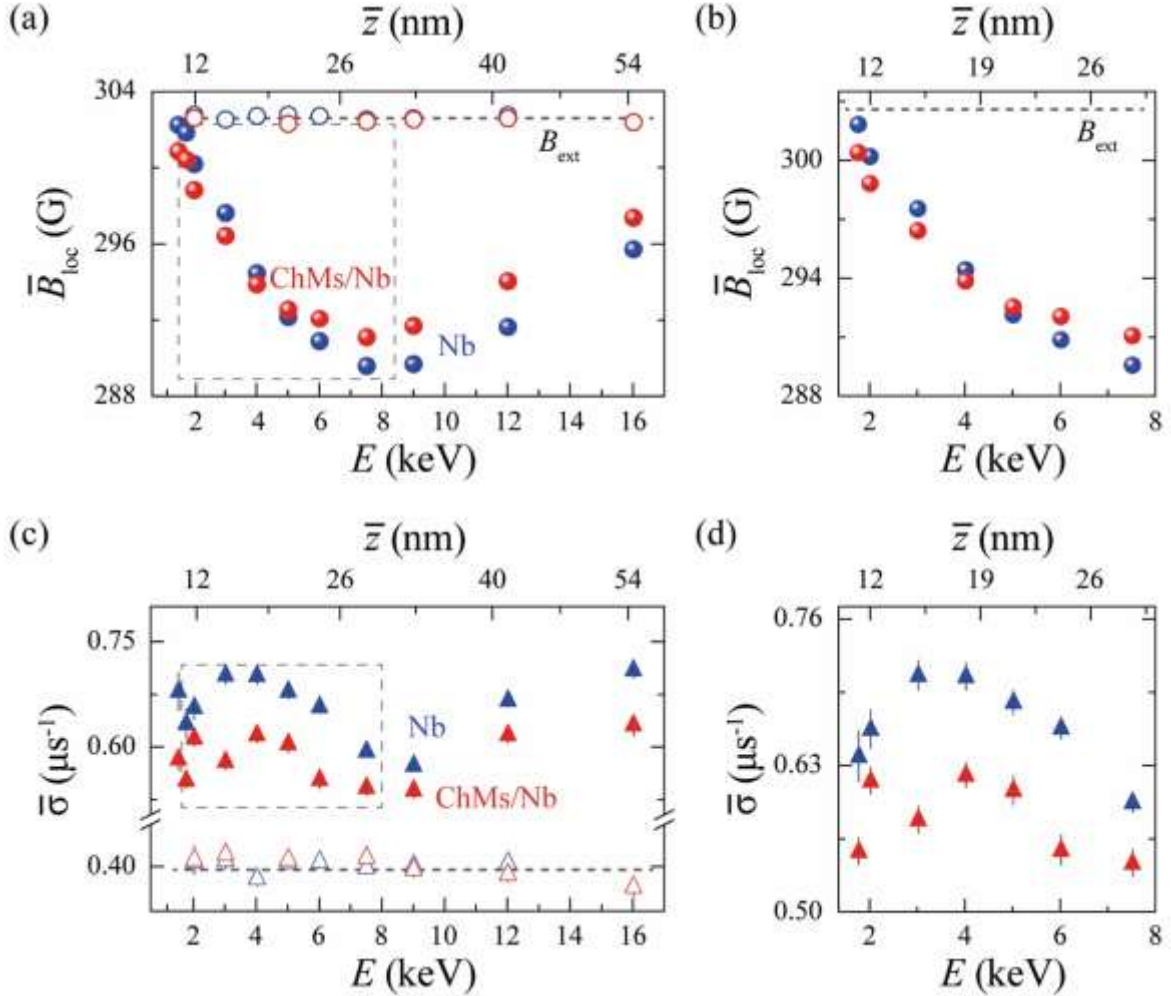 (a)
z̅ (nm)
12 26 40 54
304
296
288
B̅loc (G)
Bext
ChMs/Nb
Nb
2 4 6 8 10 12 14 16
E (keV)
(b)
z̅ (nm)
12 19 26
300
294
288
B̅loc (G)
Bext
2 4 6 8
E (keV)
(c)
z̅ (nm)
12 26 40 54
0.75
0.60
0.40
σ̅ (μs⁻¹)
Nb
ChMs/Nb
2 4 6 8 10 12 14 16
E (keV)
(d)
z̅ (nm)
12 19 26
0.76
0.63
0.50
σ̅ (μs⁻¹)
2 4 6 8
E (keV)